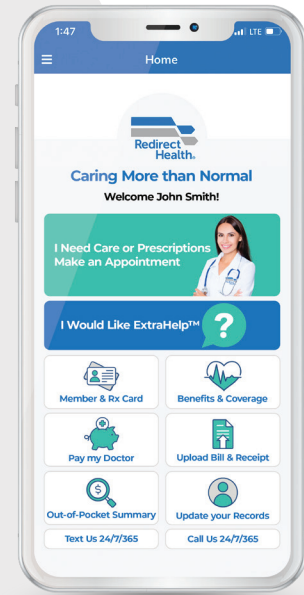 1:47
LTE
Home
Redirect
Health.
Caring More
than Normal
Welcome John Smith!
I Need Care or Prescriptions
Make an Appointment
I Would Like ExtraHelp™
?
Member & Rx Card
Benefits & Coverage
Pay my Doctor
Upload Bill & Receipt
$
Out-of-Pocket Summary
Update your Records
Text Us 24/7/365
Call Us 24/7/365